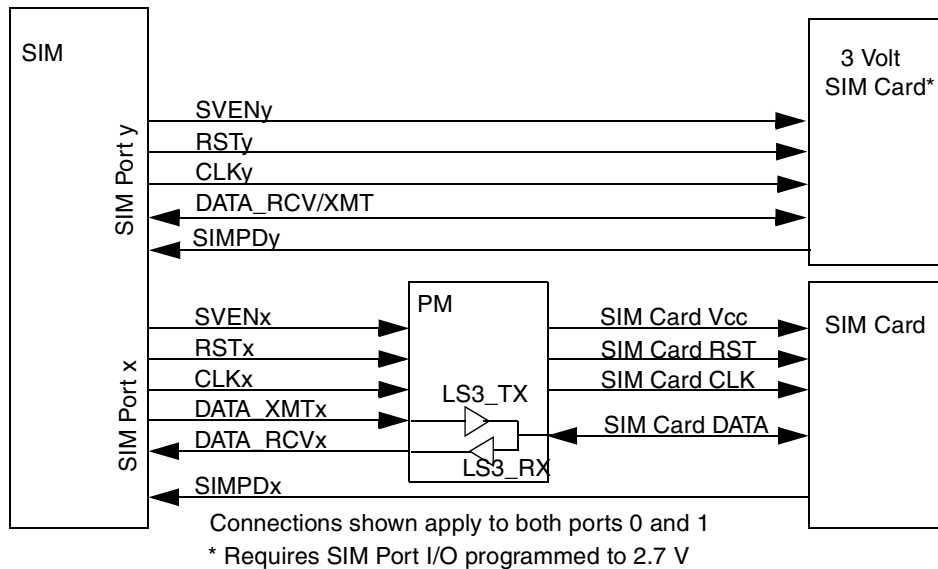 SIM
3 Volt
SIM Card*
SIM Port y
SVENy
RSTy
CLKy
DATA_RCV/XMT
SIMPDy
SIM Port x
SVENx
RSTx
CLKx
DATA_XMTx
DATA_RCVx
SIMPDx
PM
LS3_TX
LS3_RX
SIM Card Vcc
SIM Card RST
SIM Card CLK
SIM Card DATA
SIM Card
Connections shown apply to both ports 0 and 1
* Requires SIM Port I/O programmed to 2.7 V